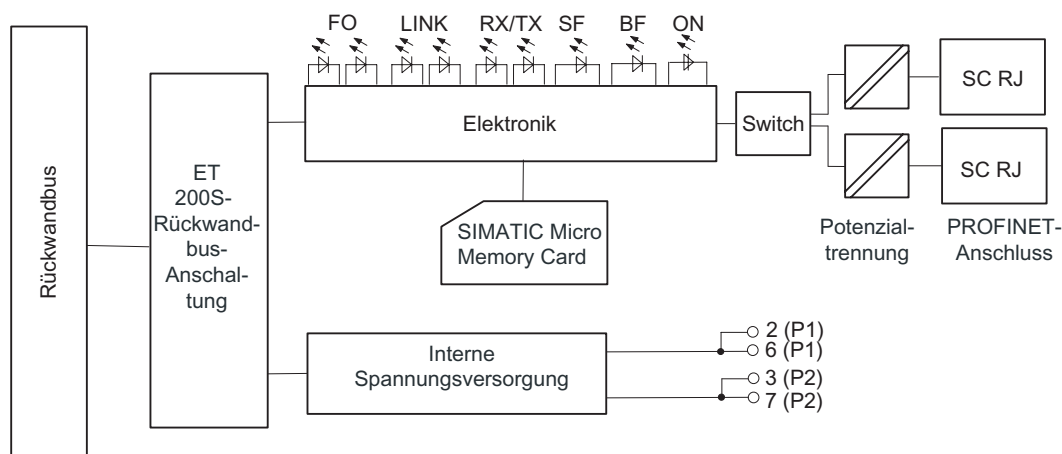 FO LINK RX/TX SF BF ON
Rückwandbus
ET
200S-
Rückwand-
bus-
Anschal-
tung
Elektronik
Switch
SC RJ
SC RJ
SIMATIC Micro
Memory Card
Potenzial-
trennung
PROFINET-
Anschluss
Interne
Spannungsversorgung
2 (P1)
6 (P1)
3 (P2)
7 (P2)